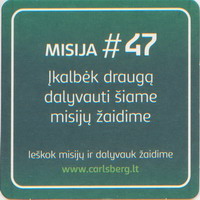 MISIJA #47
Įkalbėk draugą
dalyvauti šiame
misijų žaidime
Ieškok misijų ir dalyvauk žaidime
www.carlsberg.lt